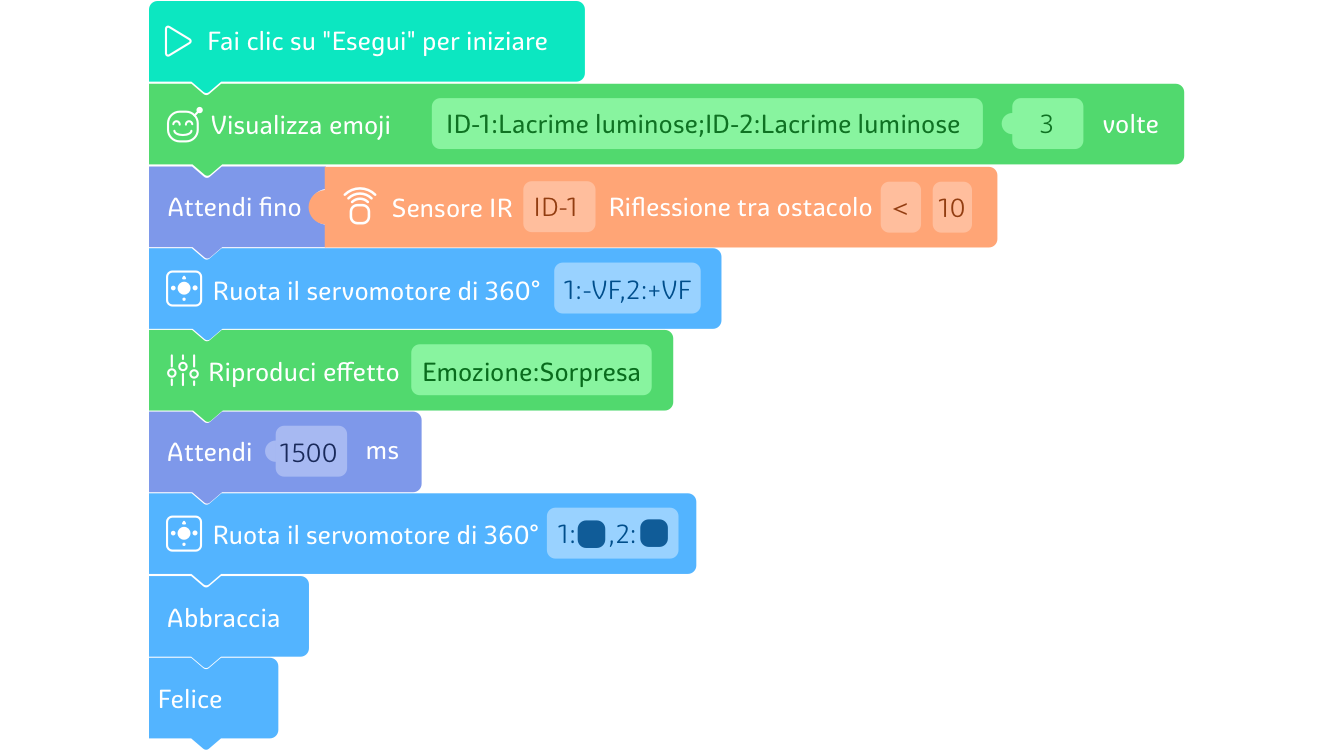 Fai clic su "Esegui" per iniziare
Visualizza emoji ID-1:Lacrime luminose;ID-2:Lacrime luminose 3 volte
Attendi fino Sensore IR ID-1 Riflessione tra ostacolo < 10
Ruota il servomotore di 360° 1:-VF,2:+VF
Riproduci effetto Emozione:Sorpresa
Attendi 1500 ms
Ruota il servomotore di 360° 1: ,2:
Abbraccia
Felice